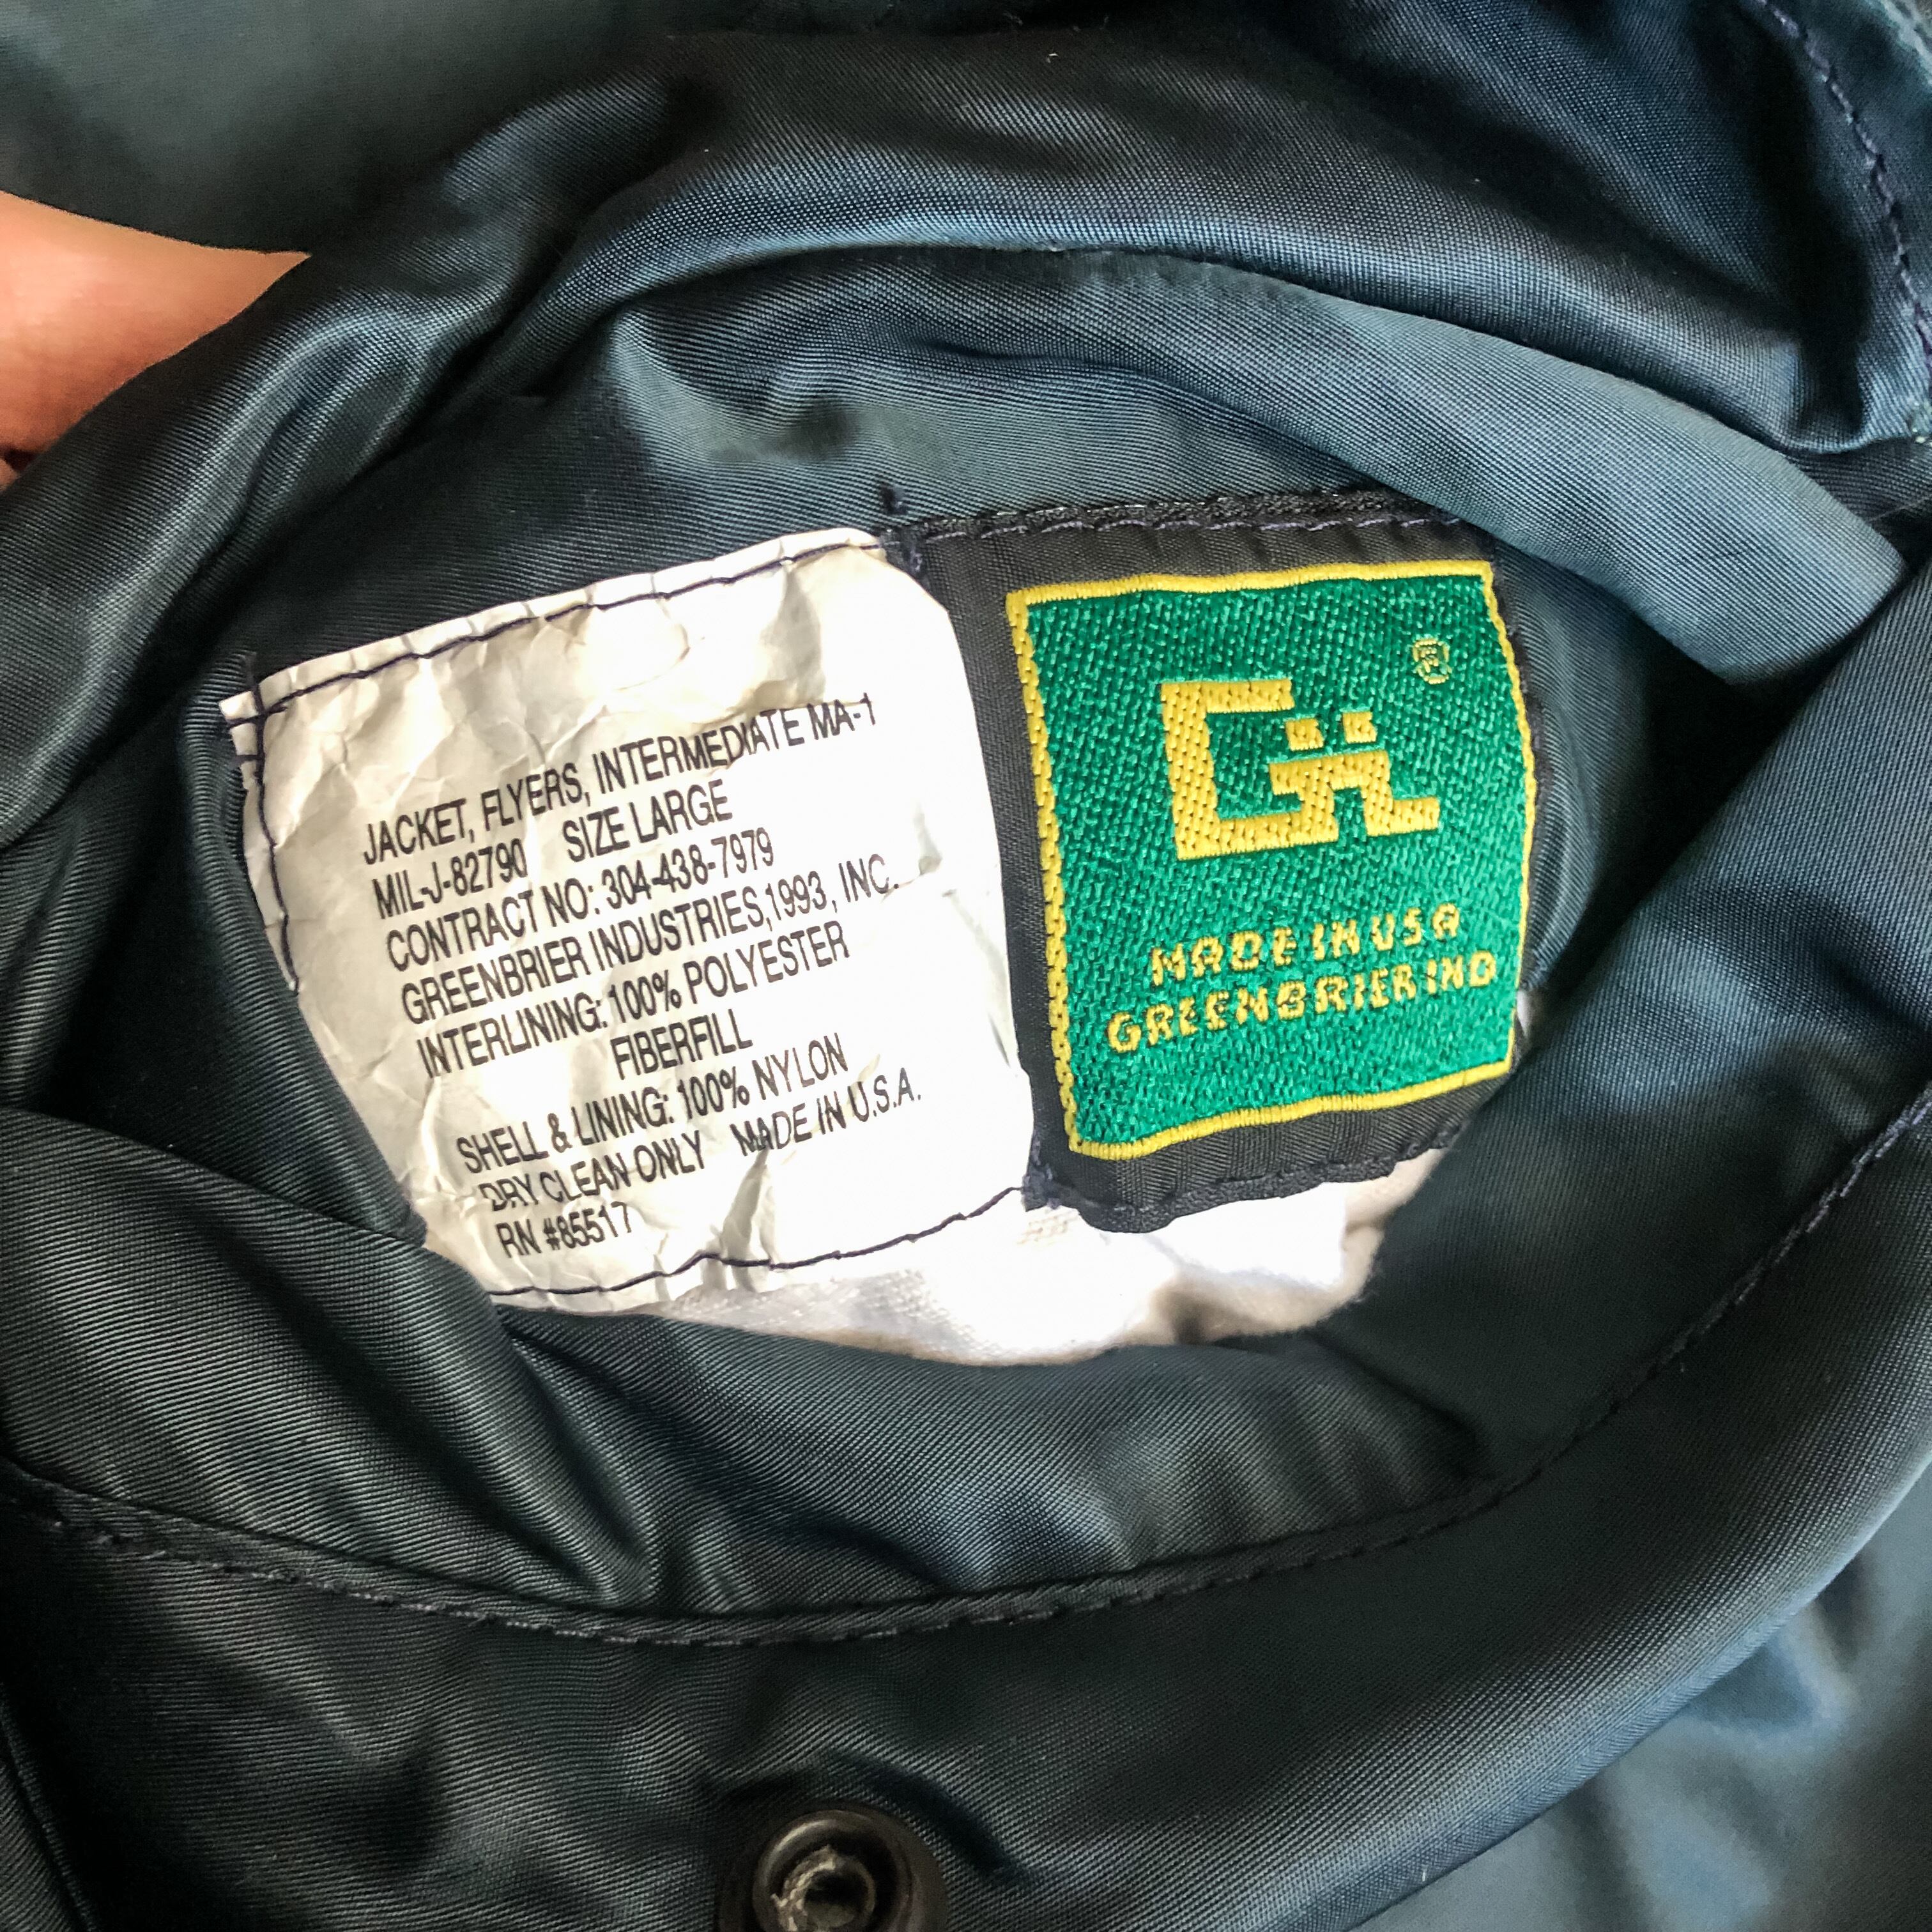 JACKET, FLYERS, INTERMEDIATE MA-1
MIL-J-82790 SIZE LARGE
CONTRACT NO: 304-438-7979
GREENBRIER INDUSTRIES,1993, INC.
INTERLINING: 100% POLYESTER
FIBERFILL
SHELL & LINING: 100% NYLON
DRY CLEAN ONLY MADE IN U.S.A.
RN #85517
®
MADE IN USA
GREENBRIER IND